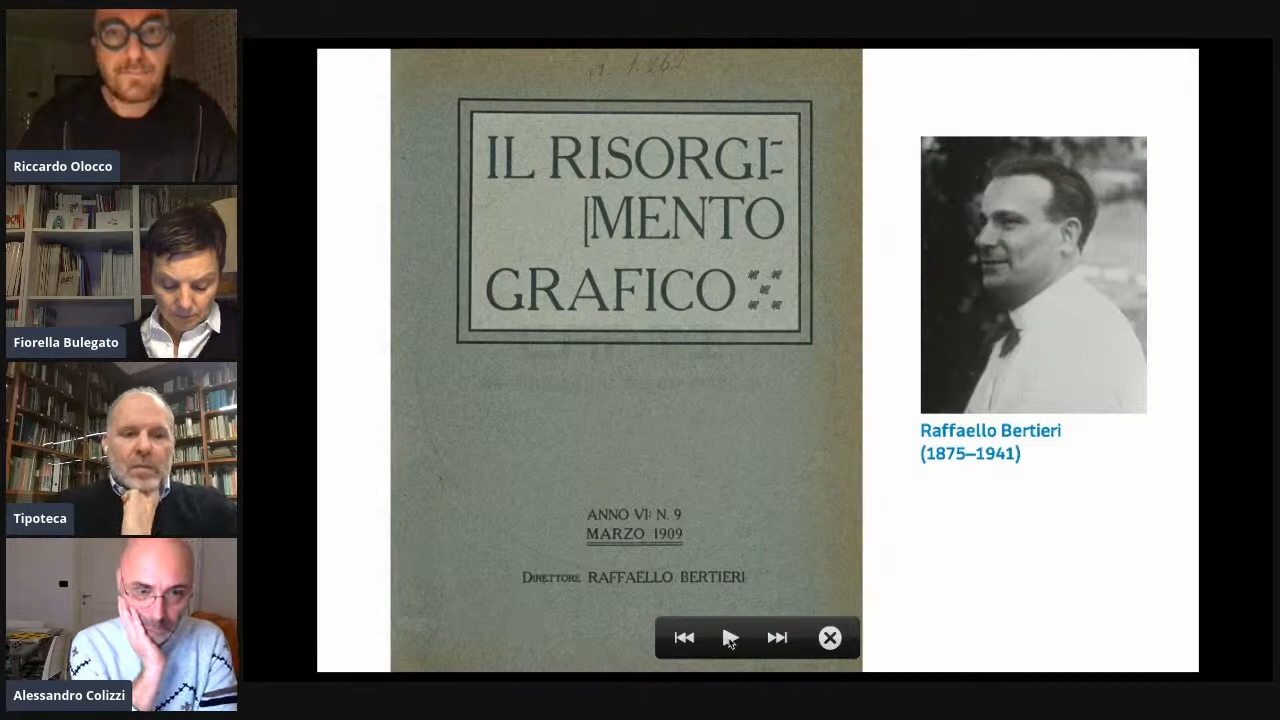 Riccardo Olocco
Fiorella Bulegato
Tipoteca
Alessandro Colizzi
IL RISORGI-
MENTO
GRAFICO
ANNO VI: N. 9
MARZO 1909
DIRETTORE RAFFAELLO BERTIERI
Raffaello Bertieri
(1875–1941)